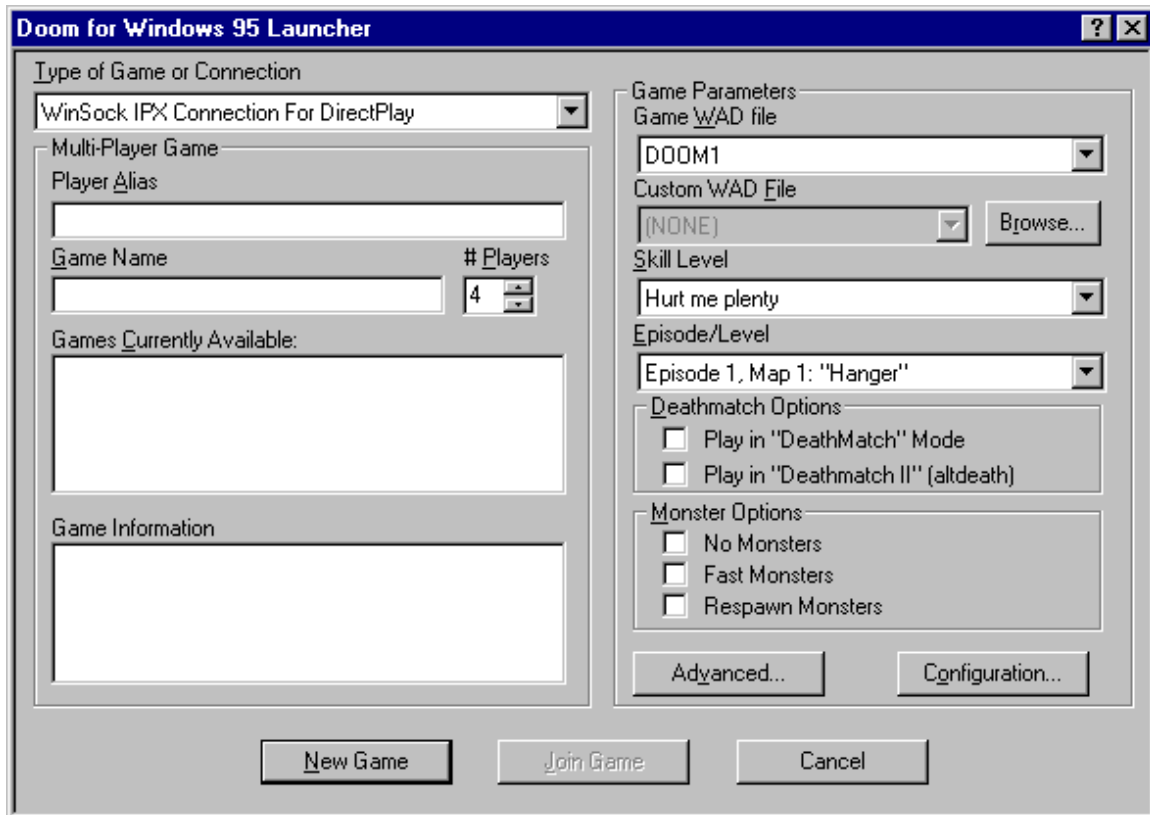 Doom for Windows 95 Launcher
Type of Game or Connection
WinSock IPX Connection For DirectPlay
Multi-Player Game
Player Alias
Game Name
# Players
4
Games Currently Available:
Game Information
Game Parameters
Game WAD file
DOOM1
Custom WAD File
(NONE)
Browse...
Skill Level
Hurt me plenty
Episode/Level
Episode 1, Map 1: "Hanger"
Deathmatch Options
Play in "DeathMatch" Mode
Play in "Deathmatch II" (altdeath)
Monster Options
No Monsters
Fast Monsters
Respawn Monsters
Advanced...
Configuration...
New Game
Join Game
Cancel